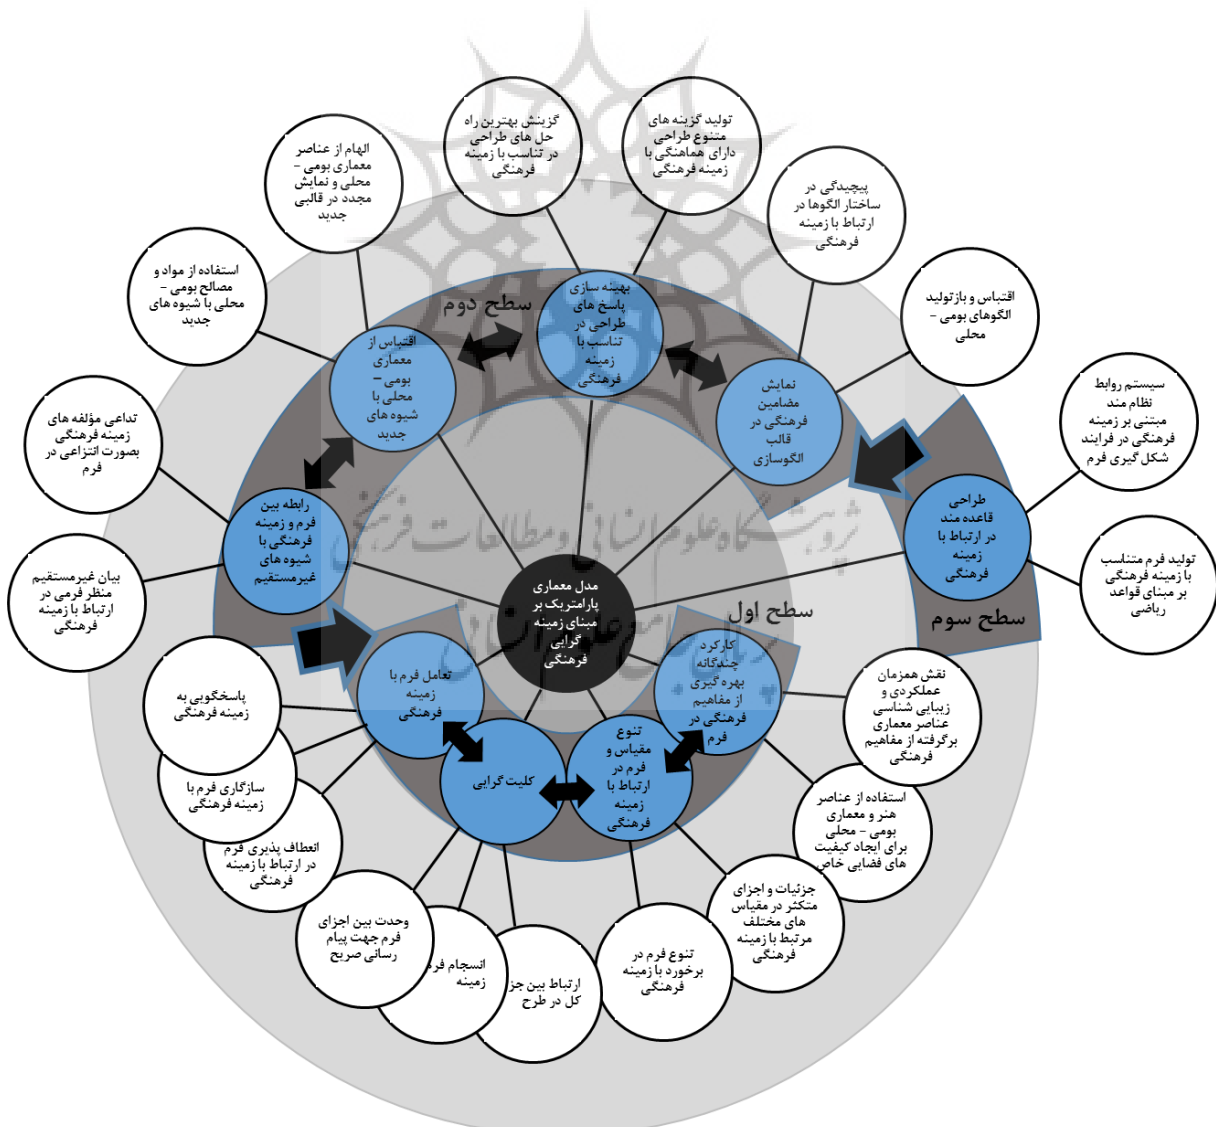 گزینش بهترین راه
حل های طراحی
در تناسب با زمینه
فرهنگی
تولید گزینه های
متنوع طراحی
دارای هماهنگی با
زمینه فرهنگی
الهام از عناصر
معماری بومی –
محلی و نمایش
مجدد در قالبی
جدید
پیچیدگی در
ساختار الگوها در
ارتباط با زمینه
فرهنگی
استفاده از مواد و
مصالح بومی –
محلی با شیوه های
جدید
اقتباس و بازتولید
الگوهای بومی –
محلی
تداعی مؤلفه های
زمینه فرهنگی
بصورت انتزاعی در
فرم
سیستم روابط
نظام مند
مبتنی بر زمینه
فرهنگی در فرایند
شکل گیری فرم
بیان غیرمستقیم
منظر فرمی در
ارتباط با زمینه
فرهنگی
تولید فرم متناسب
با زمینه فرهنگی
بر مبنای قواعد
ریاضی
سطح دوم
بهینه سازی
پاسخ های
طراحی در
تناسب با
زمینه
فرهنگی
اقتباس از
معماری
بومی –
محلی با
شیوه های
جدید
نمایش
مضامین
فرهنگی در
قالب
الگوسازی
رابطه بین
فرم و زمینه
فرهنگی با
شیوه های
غیرمستقیم
طراحی
قاعده مند
در ارتباط با
زمینه
فرهنگی
سطح سوم
پژوهشگاه علوم انسانی و مطالعات فرهنگی
پرتال جامع علوم انسانی
مدل معماری
پارامتریک بر
مبنای زمینه
گرایی
فرهنگی
سطح اول
کارکرد
چندگانه
بهره گیری
از مفاهیم
فرهنگی در
فرم
تعامل فرم با
زمینه
فرهنگی
کلیت گرایی
تنوع
مقیاس و
فرم در
ارتباط با
زمینه
فرهنگی
پاسخگویی به
زمینه فرهنگی
سازگاری فرم با
زمینه فرهنگی
انعطاف پذیری فرم
در ارتباط با زمینه
فرهنگی
وحدت بین اجزای
فرم جهت پیام
رسانی صریح
انسجام فرم
زمینه
ارتباط بین جز
کل در طرح
تنوع فرم در
برخورد با زمینه
فرهنگی
جزئیات و اجزای
متکثر در مقیاس
های مختلف
مرتبط با زمینه
فرهنگی
استفاده از عناصر
هنر و معماری
بومی - محلی
برای ایجاد کیفیت
های فضایی خاص
نقش همزمان
عملکردی و
زیبایی شناسی
عناصر معماری
برگرفته از مفاهیم
فرهنگی